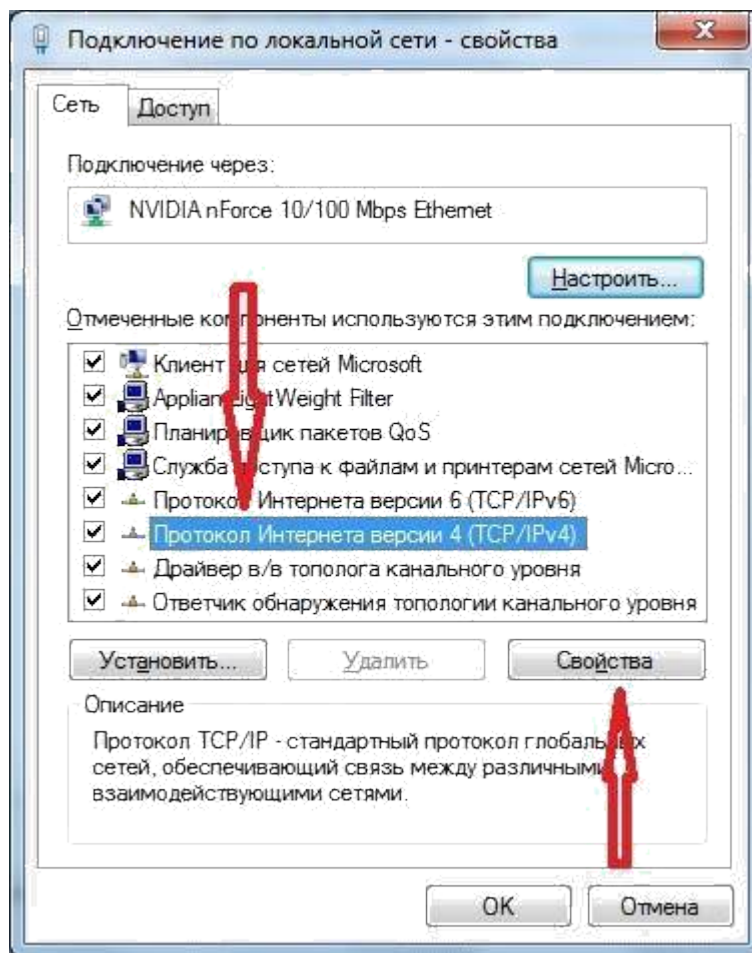 Подключение по локальной сети - свойства
Сеть Доступ
Подключение через:
NVIDIA nForce 10/100 Mbps Ethernet
Настроить...
Отмеченные компоненты используются этим подключением:
Клиент для сетей Microsoft
Applian LightWeight Filter
Планировщик пакетов QoS
Служба доступа к файлам и принтерам сетей Micro...
Протокол Интернета версии 6 (TCP/IPv6)
Протокол Интернета версии 4 (TCP/IPv4)
Драйвер в/в тополога канального уровня
Ответчик обнаружения топологии канального уровня
Установить... Удалить Свойства
Описание
Протокол TCP/IP - стандартный протокол глобальных
сетей, обеспечивающий связь между различными
взаимодействующими сетями.
OK Отмена